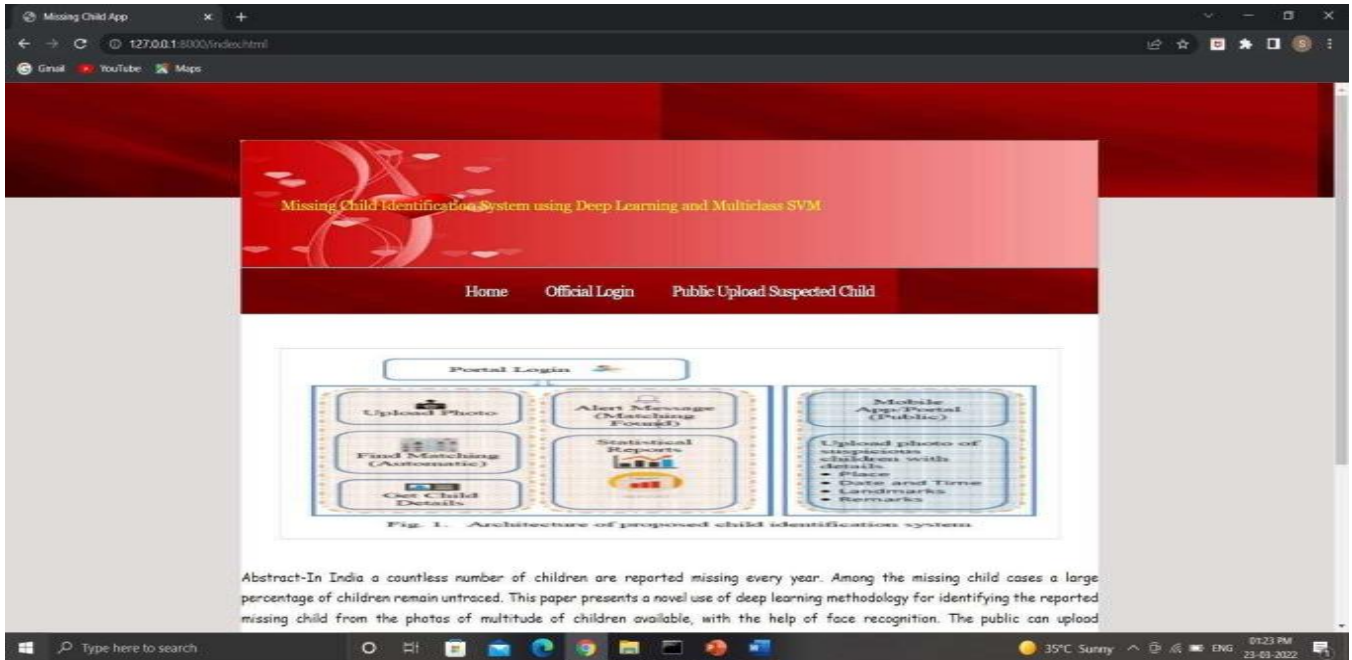 Missing Child App
127.0.0.1:8000/index.html
Gmail YouTube Maps
Missing Child Identification System using Deep Learning and Multiclass SVM
Home Official Login Public Upload Suspected Child
Portal Login
Upload Photo
Find Matching
(Automatic)
Get Child
Details
Alert Message
(Matching
Found)
Statistical
Reports
Mobile
App/Portal
(Public)
Upload photo of
suspicious
children with
details
• Place
• Date and Time
• Landmarks
• Remarks
Fig. 1. Architecture of proposed child identification system
Abstract-In India a countless number of children are reported missing every year. Among the missing child cases a large
percentage of children remain untraced. This paper presents a novel use of deep learning methodology for identifying the reported
missing child from the photos of multitude of children available, with the help of face recognition. The public can upload
Type here to search
35°C Sunny
ENG
01:23 PM
23-03-2022